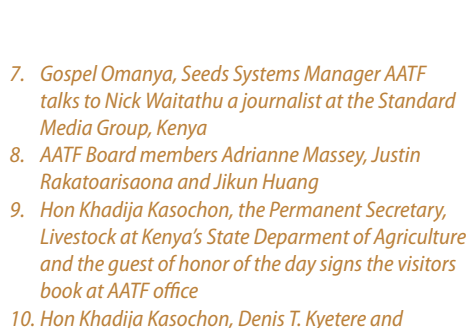 7. Gospel Omanya, Seeds Systems Manager AATF
talks to Nick Waitathu a journalist at the Standard
Media Group, Kenya
8. AATF Board members Adrianne Massey, Justin
Rakatoarisaona and Jikun Huang
9. Hon Khadija Kasochon, the Permanent Secretary,
Livestock at Kenya’s State Deparment of Agriculture
and the guest of honor of the day signs the visitors
book at AATF office
10. Hon Khadija Kasochon, Denis T. Kyetere and